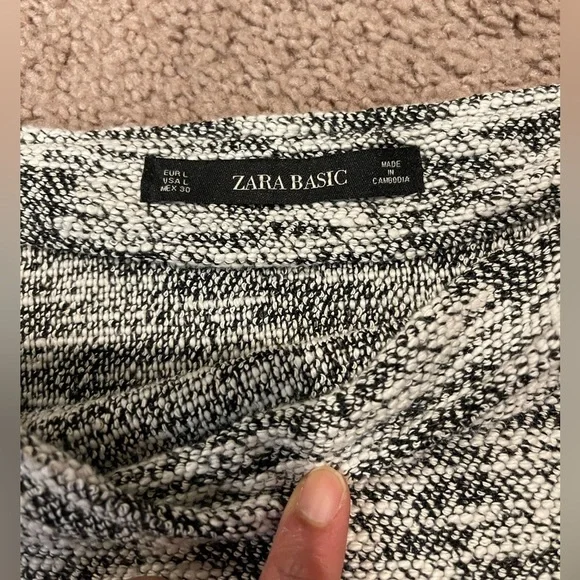 EUR L
USA L
MEX 30
ZARA BASIC
MADE
IN
CAMBODIA